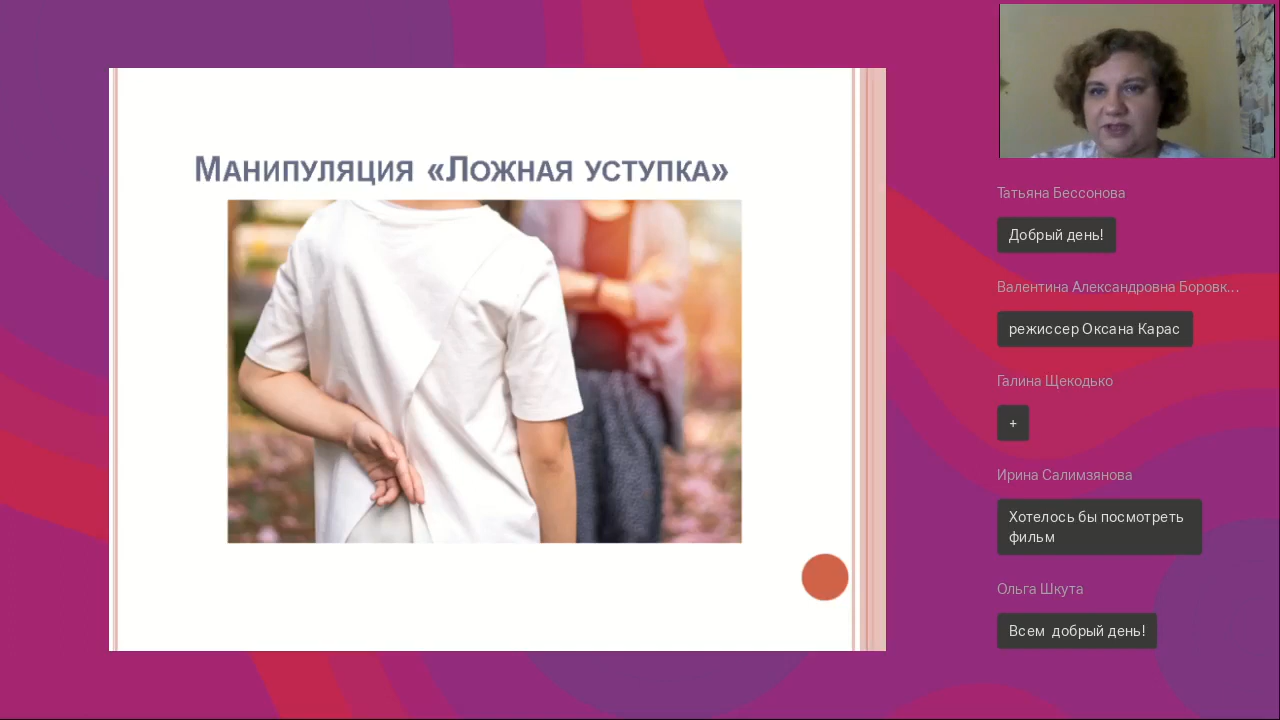 Манипуляция «Ложная уступка»
Татьяна Бессонова
Добрый день!
Валентина Александровна Боровк...
режиссер Оксана Карас
Галина Щекодько
+
Ирина Салимзянова
Хотелось бы посмотреть
фильм
Ольга Шкута
Всем добрый день!